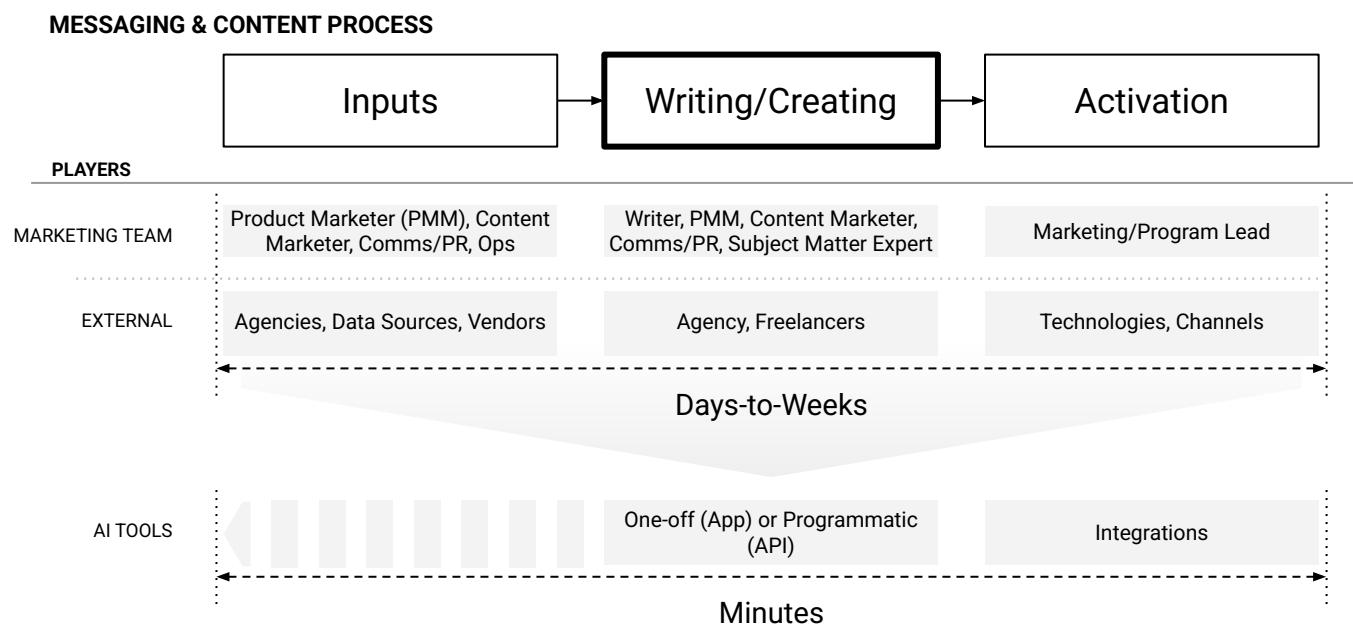 MESSAGING & CONTENT PROCESS
Inputs
Writing/Creating
Activation
PLAYERS
MARKETING TEAM
Product Marketer (PMM), Content
Marketer, Comms/PR, Ops
Writer, PMM, Content Marketer,
Comms/PR, Subject Matter Expert
Marketing/Program Lead
EXTERNAL
Agencies, Data Sources, Vendors
Agency, Freelancers
Technologies, Channels
Days-to-Weeks
AI TOOLS
One-off (App) or Programmatic
(API)
Integrations
Minutes